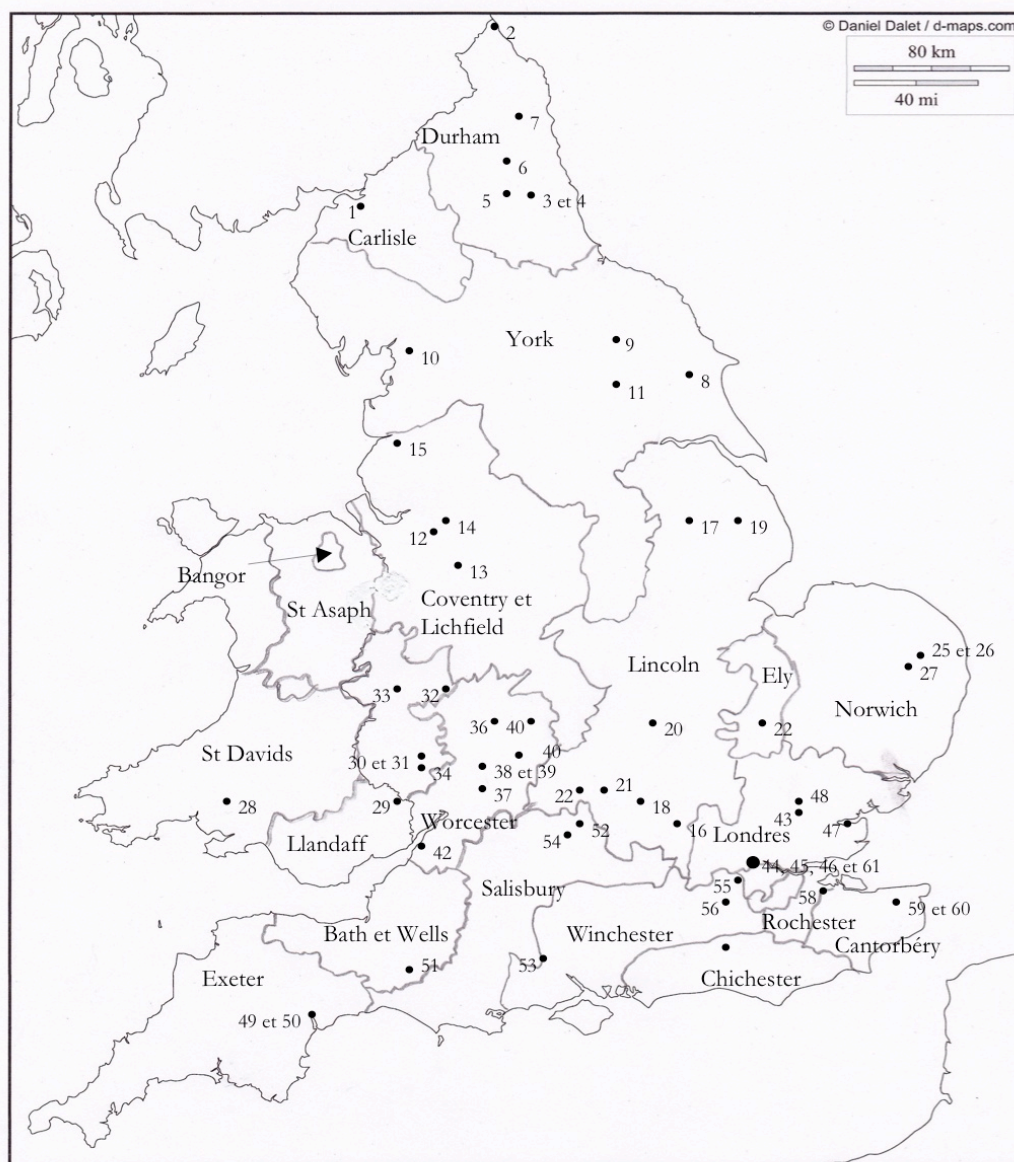 © Daniel Dalet / d-maps.com
80 km
40 mi
2
7
Durham
6
5
3 et 4
1
Carlisle
York
9
10
8
11
15
14
12
17
19
13
Bangor
St Asaph
Coventry et
Lichfield
25 et 26
27
Lincoln
Ely
Norwich
33
32
36
40
20
22
St Davids
40
30 et 31
34
38 et 39
37
22
21
28
29
18
48
43
Worcester
52
16
Londres
47
Llandaff
54
42
44, 45, 46 et 61
55
Salisbury
58
56
59 et 60
Rochester
Bath et Wells
Winchester
Cantorbéry
51
53
Exeter
Chichester
49 et 50